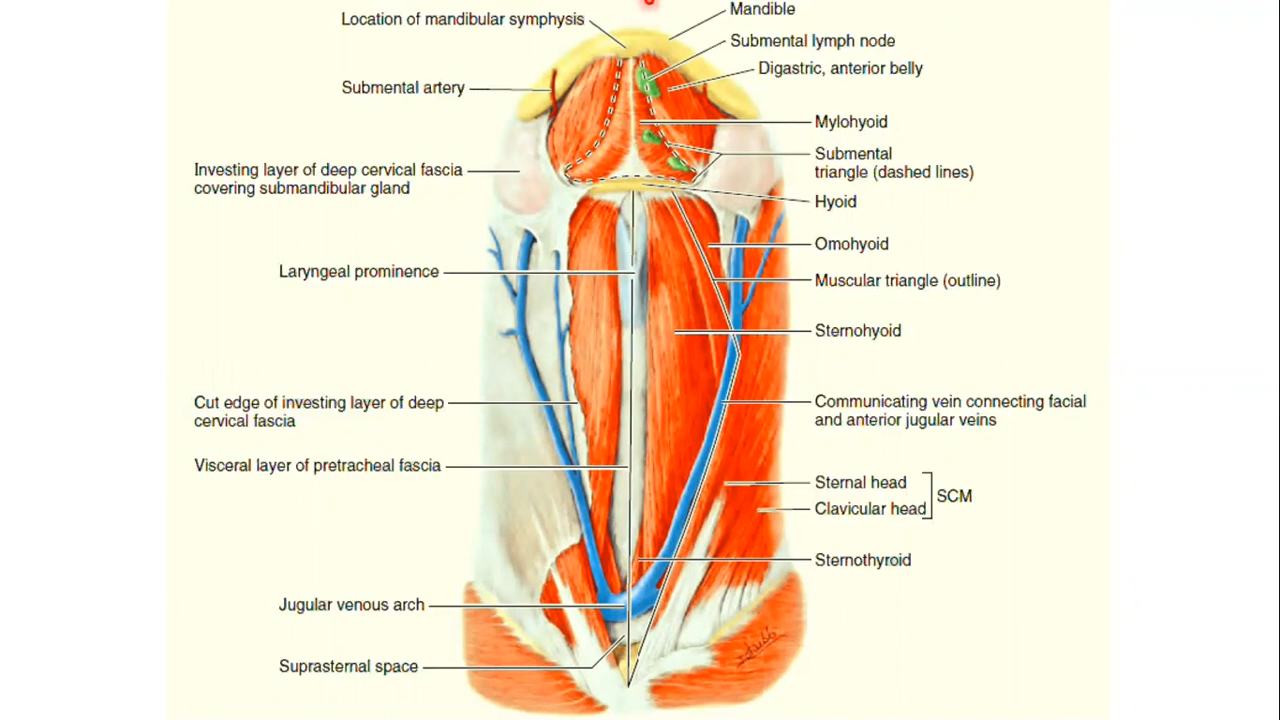 Location of mandibular symphysis
Submental artery
Investing layer of deep cervical fascia
covering submandibular gland
Laryngeal prominence
Cut edge of investing layer of deep
cervical fascia
Visceral layer of pretracheal fascia
Jugular venous arch
Suprasternal space
Mandible
Submental lymph node
Digastric, anterior belly
Mylohyoid
Submental
triangle (dashed lines)
Hyoid
Omohyoid
Muscular triangle (outline)
Sternohyoid
Communicating vein connecting facial
and anterior jugular veins
Sternal head
Clavicular head
SCM
Sternothyroid